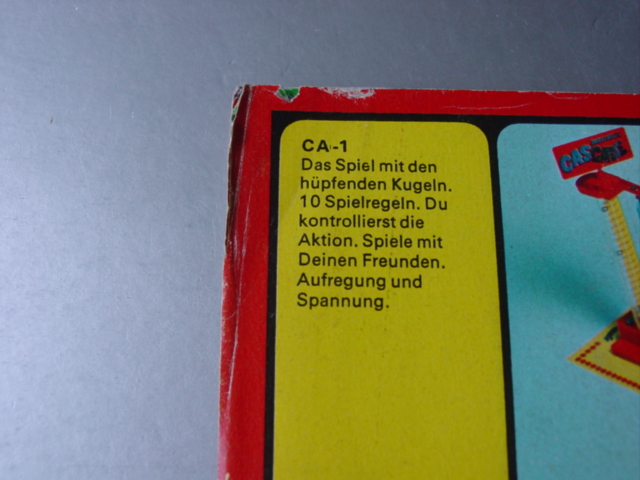 CA-1
Das Spiel mit den
hüpfenden Kugeln.
10 Spielregeln. Du
kontrollierst die
Aktion. Spiele mit
Deinen Freunden.
Aufregung und
Spannung.
CASCADE